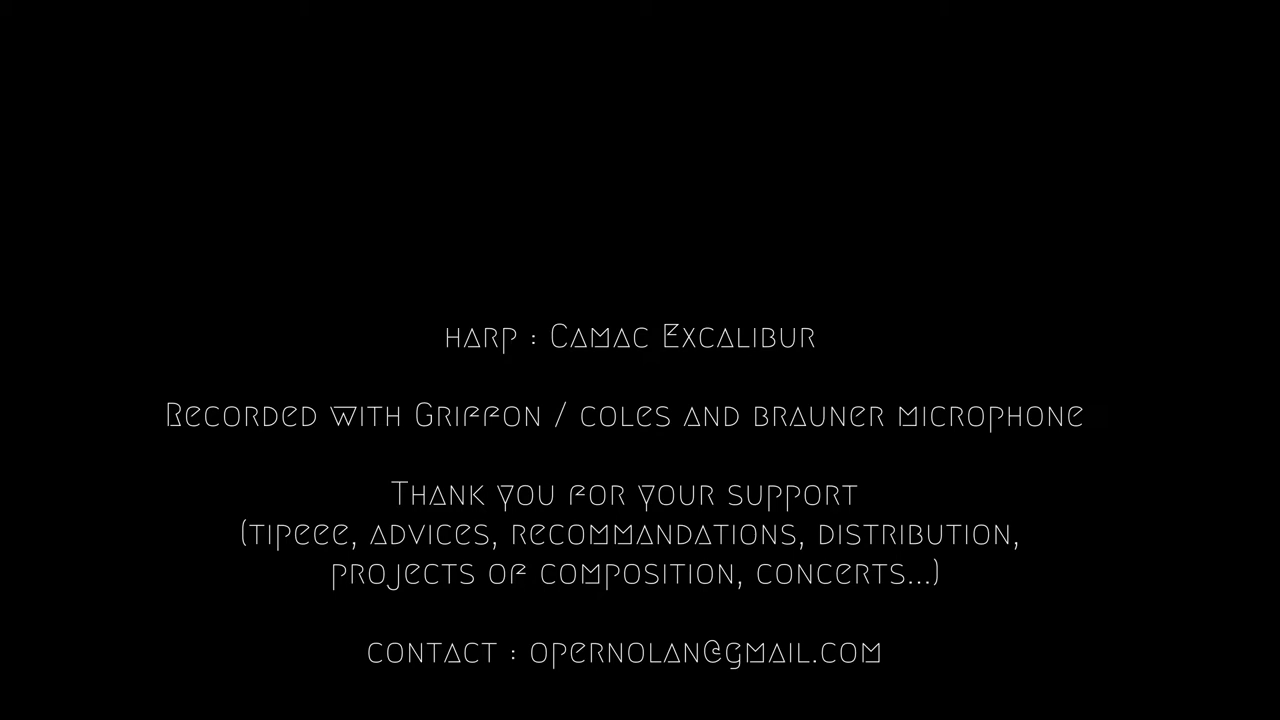 harp : Camac Excalibur
Recorded with Griffon / coles and brauner microphone
Thank you for your support
(tipeee, advices, recommandations, distribution,
projects of composition, concerts...)
contact : opernolan@gmail.com